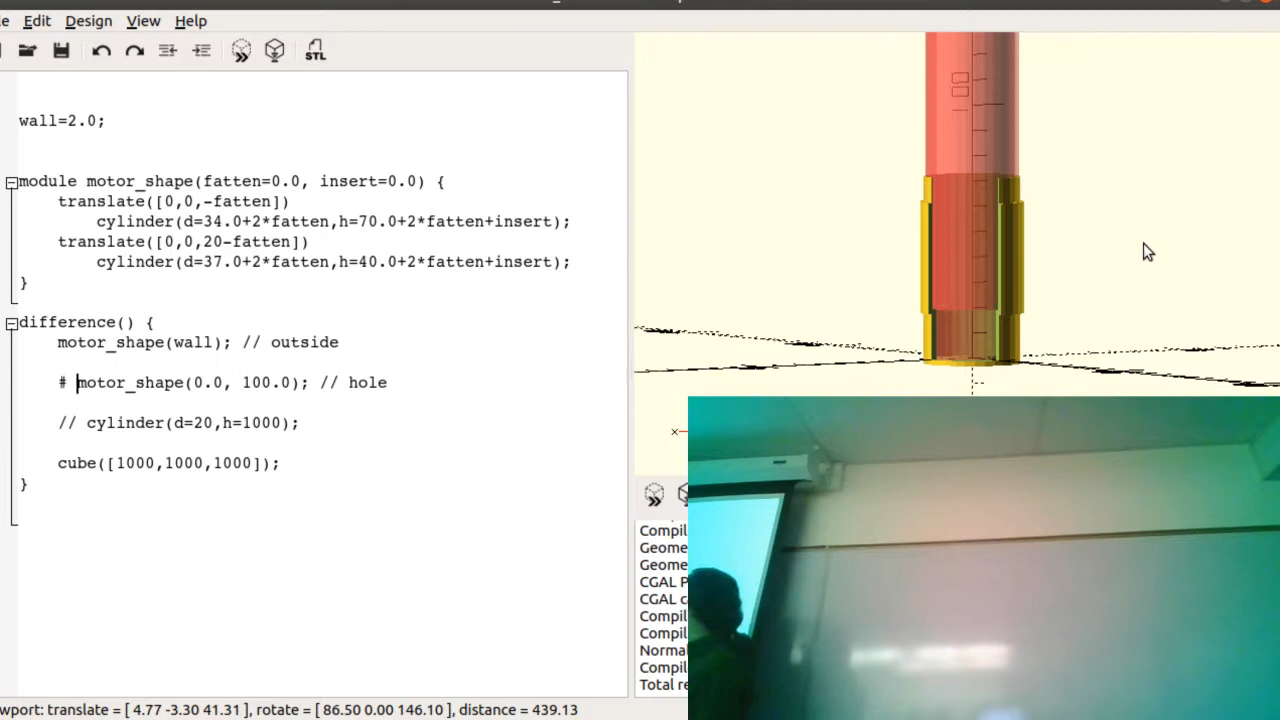 Edit Design View Help
STL
wall=2.0;
module motor_shape(fatten=0.0, insert=0.0) {
translate([0,0,-fatten])
cylinder(d=34.0+2*fatten,h=70.0+2*fatten+insert);
translate([0,0,20-fatten])
cylinder(d=37.0+2*fatten,h=40.0+2*fatten+insert);
}
difference() {
motor_shape(wall); // outside
# motor_shape(0.0, 100.0); // hole
// cylinder(d=20,h=1000);
cube([1000,1000,1000]);
}
x
Compil
Geome
Geome
CGAL P
CGAL c
Compil
Compil
Norma
Compil
Total re
wport: translate = [ 4.77 -3.30 41.31 ], rotate = [ 86.50 0.00 146.10 ], distance = 439.13